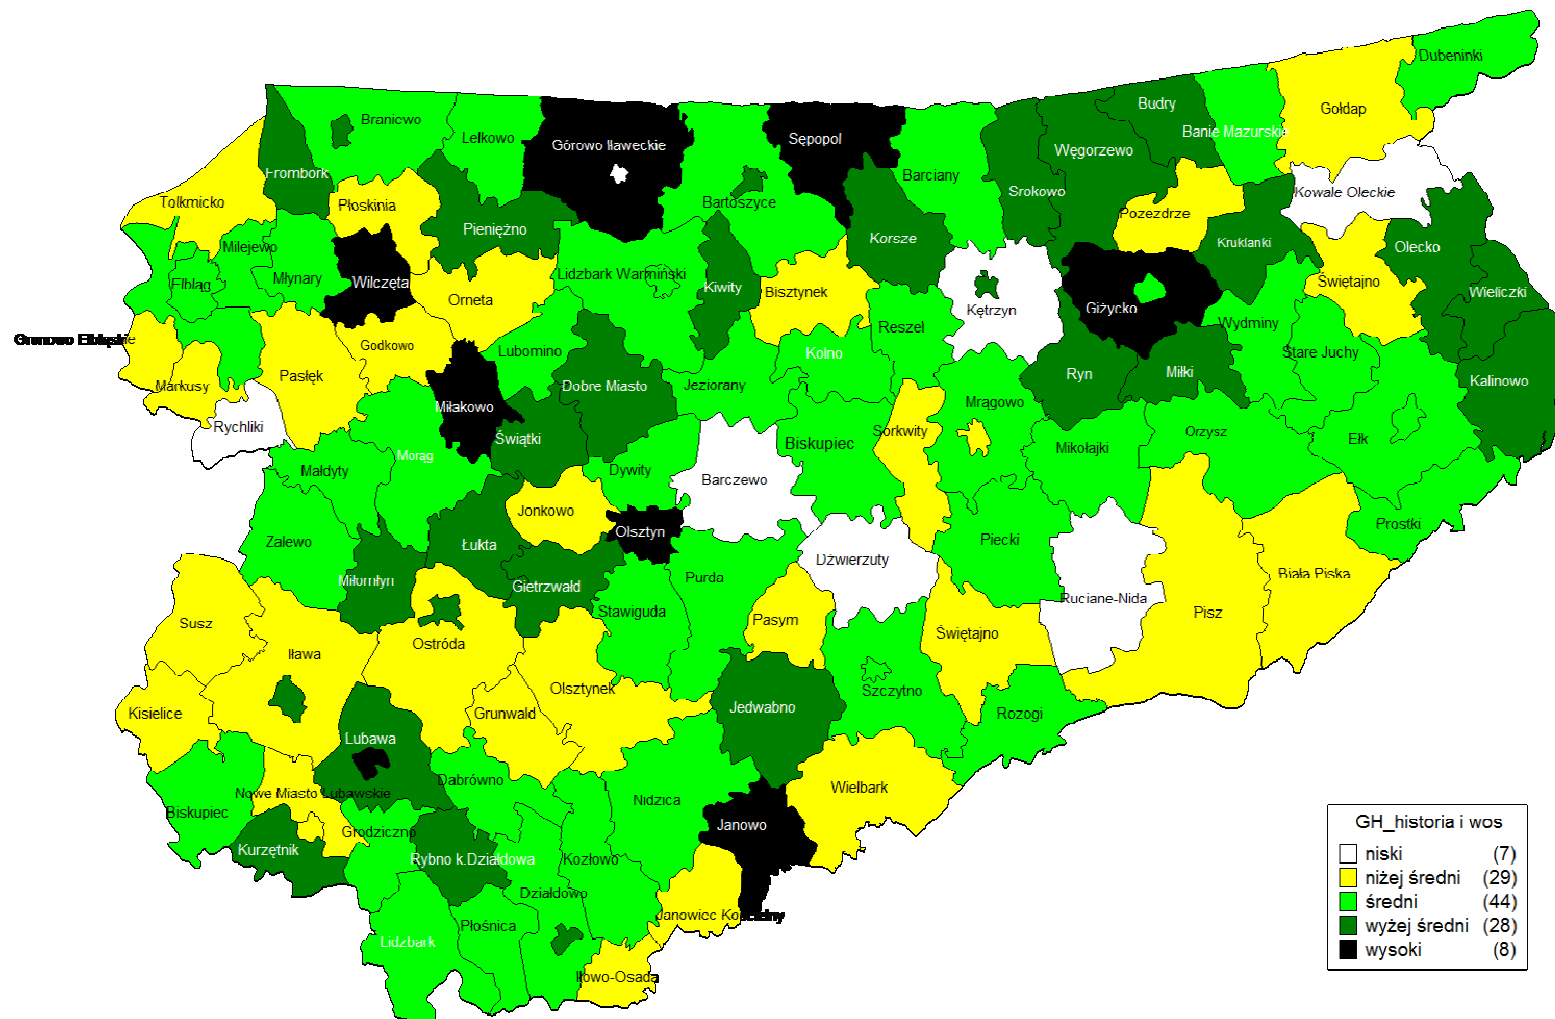 Dubeninki
Gołdap
Budry
Banie Mazurskie
Braniewo
Lelkowo
Górowo Iławeckie
Sępopol
Węgorzewo
Barciany
Frombork
Srokowo
Kowale Oleckie
Tolkmicko
Płoskinia
Bartoszyce
Pozezdrze
Pieniężno
Korsze
Kruklanki
Olecko
Milejewo
Młynary
Elbląg
Wilczęta
Lidzbark Warmiński
Kiwity
Bisztynek
Świętajno
Wieliczki
Orneta
Kętrzyn
Giżycko
Wydminy
Gronowo Elbląskie
Godkowo
Lubomino
Reszel
Kolno
Stare Juchy
Markusy
Pasłęk
Dobre Miasto
Jeziorany
Ryn
Miłki
Kalinowo
Miłakowo
Mrągowo
Rychliki
Świątki
Biskupiec
Sorkwity
Mikołajki
Orzysz
Ełk
Morąg
Małdyty
Dywity
Barczewo
Jonkowo
Olsztyn
Prostki
Zalewo
Łukta
Piecki
Dźwierzuty
Miłomłyn
Gietrzwałd
Purda
Biała Piska
Ruciane-Nida
Stawiguda
Pasym
Pisz
Susz
Iława
Ostróda
Świętajno
Olsztynek
Szczytno
Kisielice
Grunwald
Jedwabno
Rozogi
Lubawa
Dąbrówno
Nowe Miasto Lubawskie
Nidzica
Wielbark
Biskupiec
Grodziczno
Janowo
Kurzętnik
Rybno k.Działdowa
Kozłowo
Działdowo
Janowiec Kościelny
Płośnica
Lidzbark
Iłowo-Osada
GH_historia i wos
niski (7)
niżej średni (29)
średni (44)
wyżej średni (28)
wysoki (8)